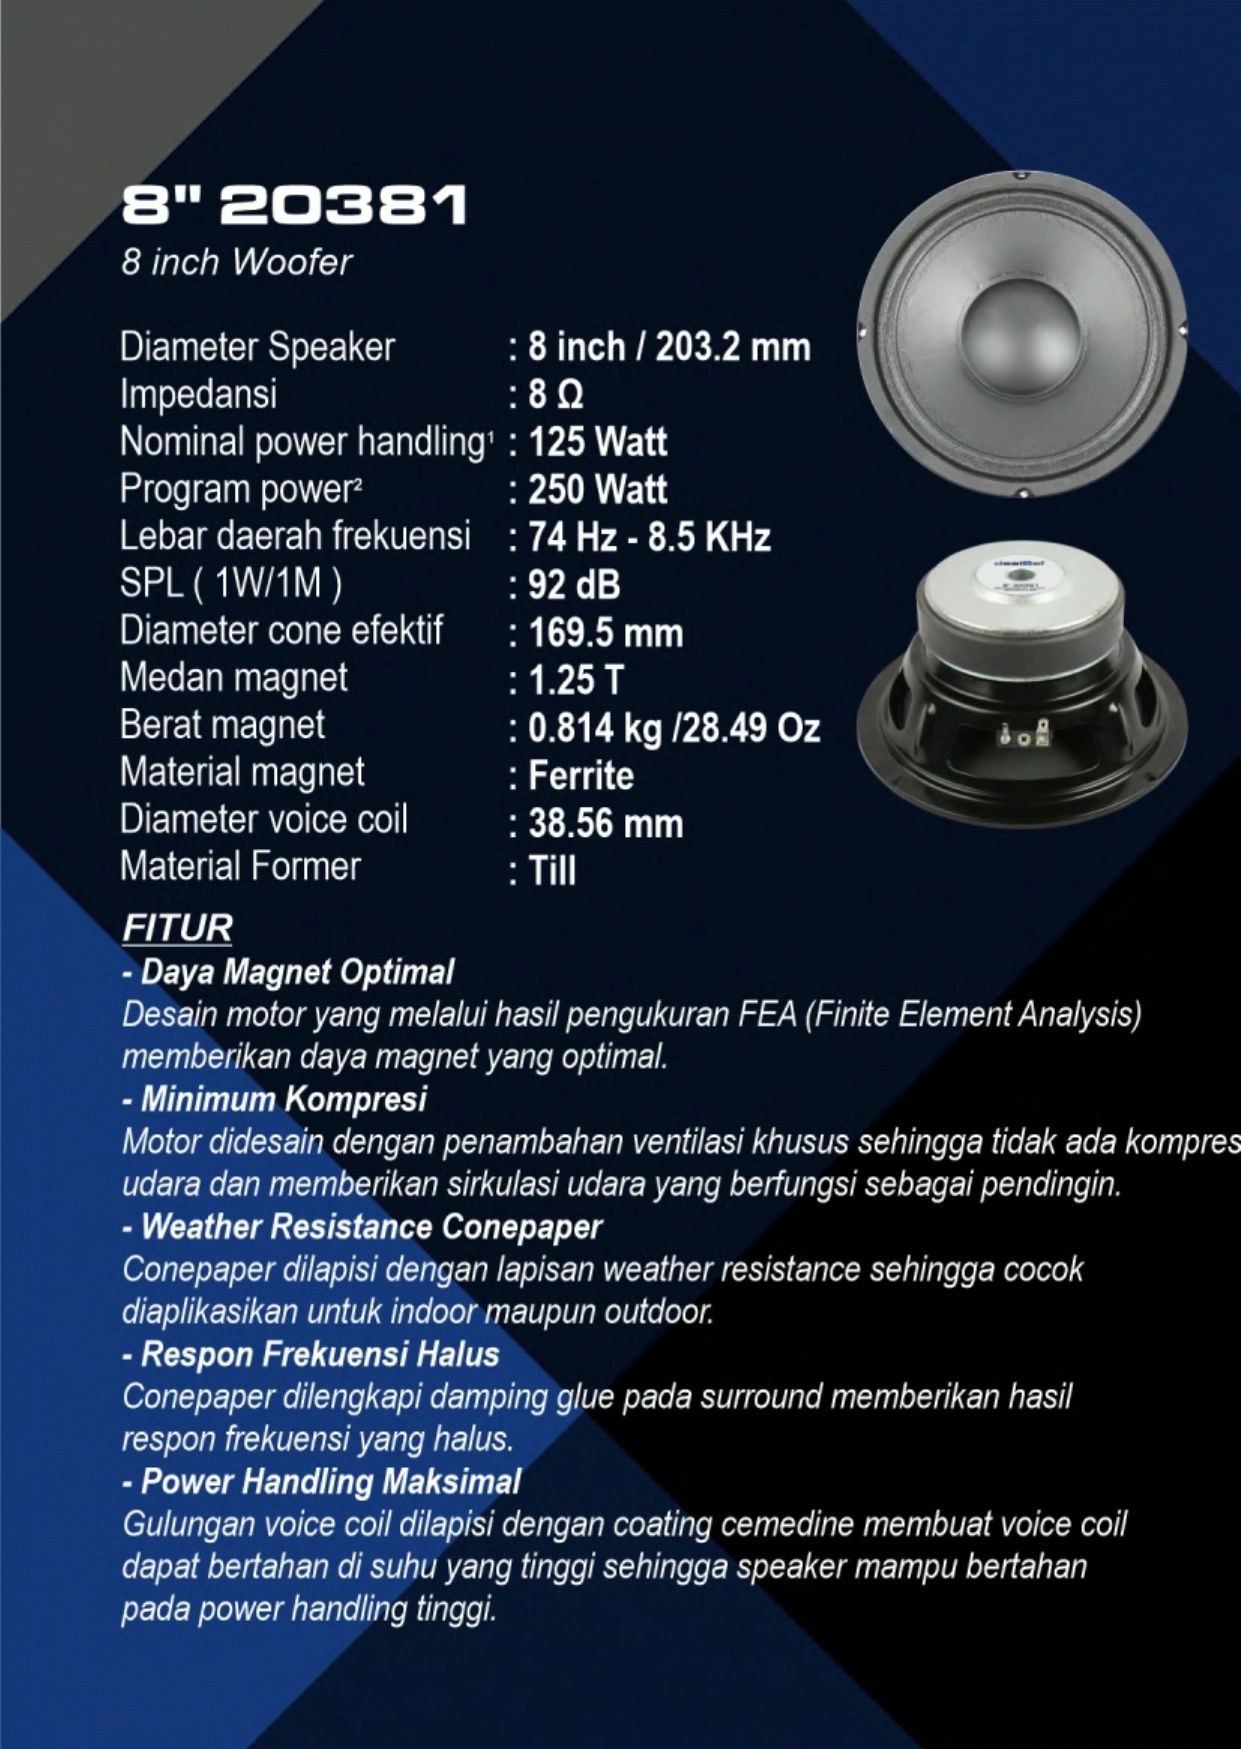 8" 20381
8 inch Woofer
Diameter Speaker : 8 inch / 203.2 mm
Impedansi : 8 Ω
Nominal power handling¹ : 125 Watt
Program power² : 250 Watt
Lebar daerah frekuensi : 74 Hz - 8.5 KHz
SPL ( 1W/1M ) : 92 dB
Diameter cone efektif : 169.5 mm
Medan magnet : 1.25 T
Berat magnet : 0.814 kg /28.49 Oz
Material magnet : Ferrite
Diameter voice coil : 38.56 mm
Material Former : Till
FITUR
- Daya Magnet Optimal
Desain motor yang melalui hasil pengukuran FEA (Finite Element Analysis)
memberikan daya magnet yang optimal.
- Minimum Kompresi
Motor didesain dengan penambahan ventilasi khusus sehingga tidak ada kompres
udara dan memberikan sirkulasi udara yang berfungsi sebagai pendingin.
- Weather Resistance Conepaper
Conepaper dilapisi dengan lapisan weather resistance sehingga cocok
diaplikasikan untuk indoor maupun outdoor.
- Respon Frekuensi Halus
Conepaper dilengkapi damping glue pada surround memberikan hasil
respon frekuensi yang halus.
- Power Handling Maksimal
Gulungan voice coil dilapisi dengan coating cemedine membuat voice coil
dapat bertahan di suhu yang tinggi sehingga speaker mampu bertahan
pada power handling tinggi.